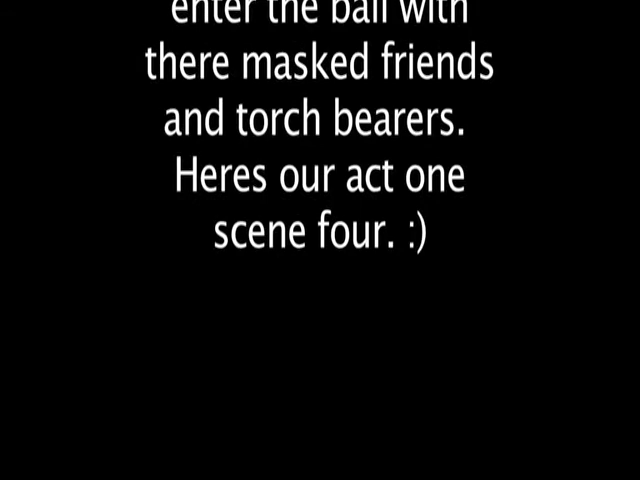 enter the ball with
there masked friends
and torch bearers.
Heres our act one
scene four. :)